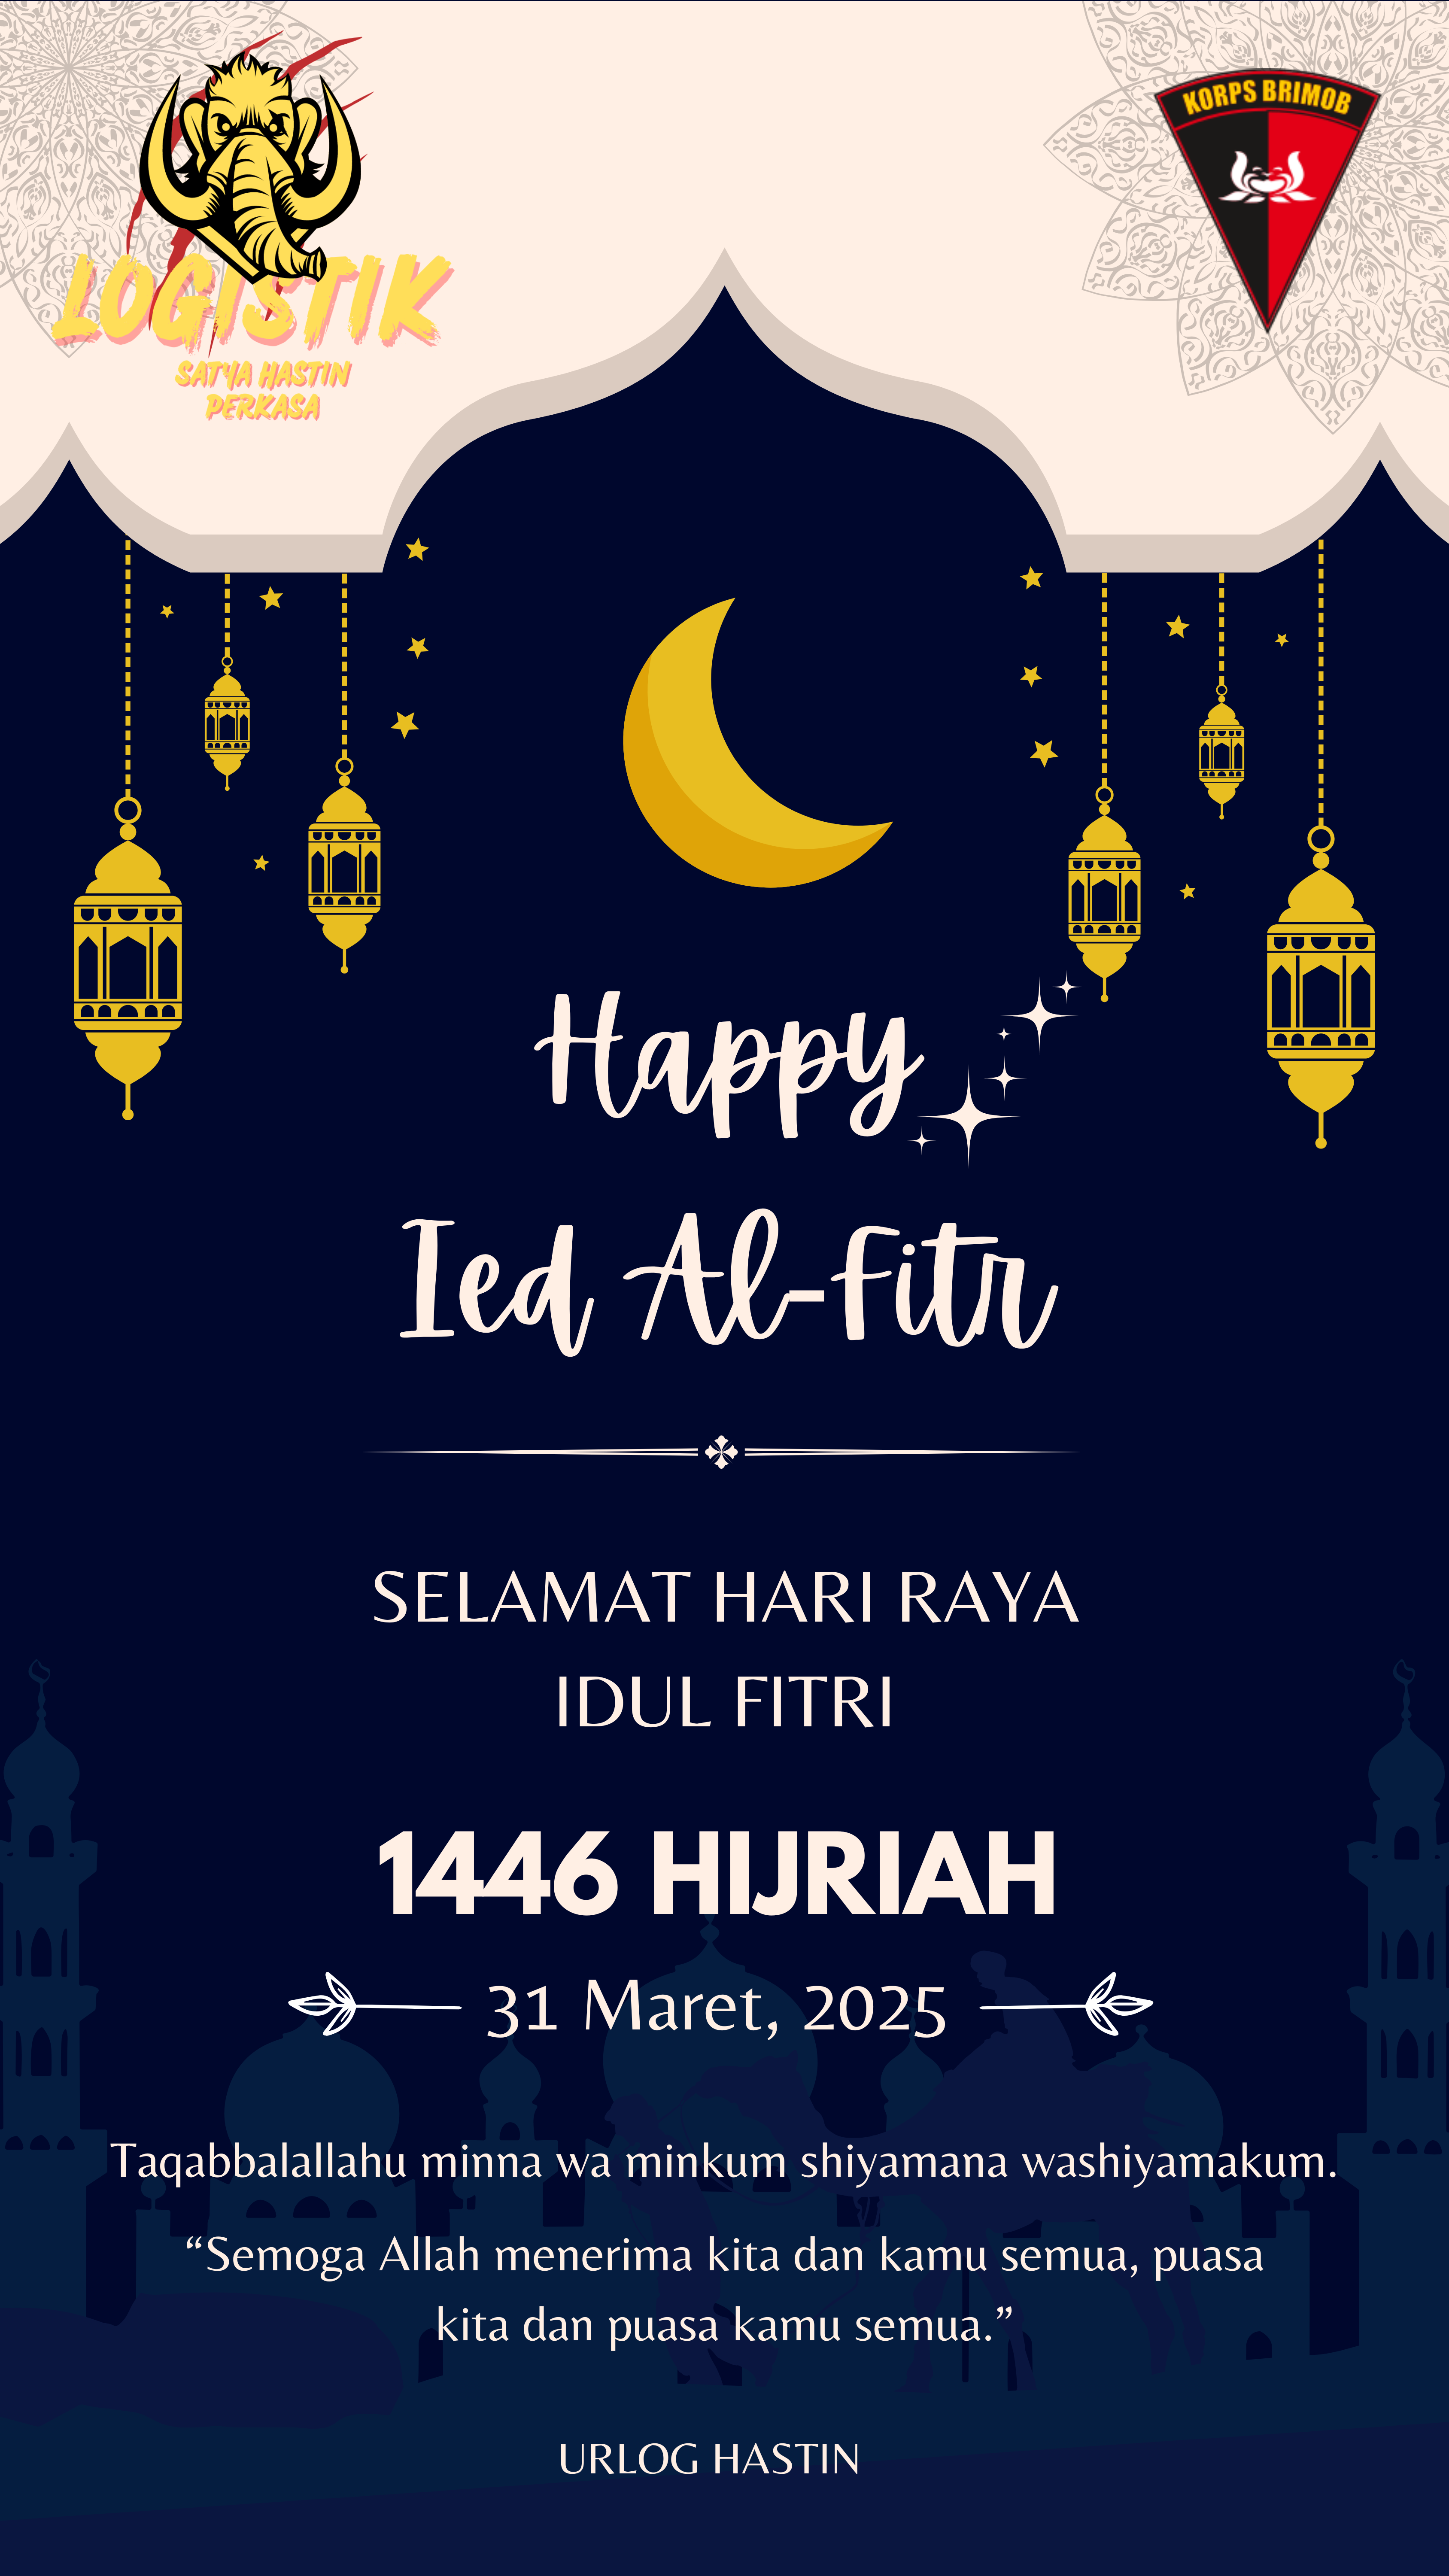 LOGISTIK
SATYA HASTIN
PERKASA
KORPS BRIMOB
Happy
Ied Al-Fitr
SELAMAT HARI RAYA
IDUL FITRI
1446 HIJRIAH
31 Maret, 2025
Taqabbalallahu minna wa minkum shiyamana washiyamakum.
“Semoga Allah menerima kita dan kamu semua, puasa
kita dan puasa kamu semua.”
URLOG HASTIN